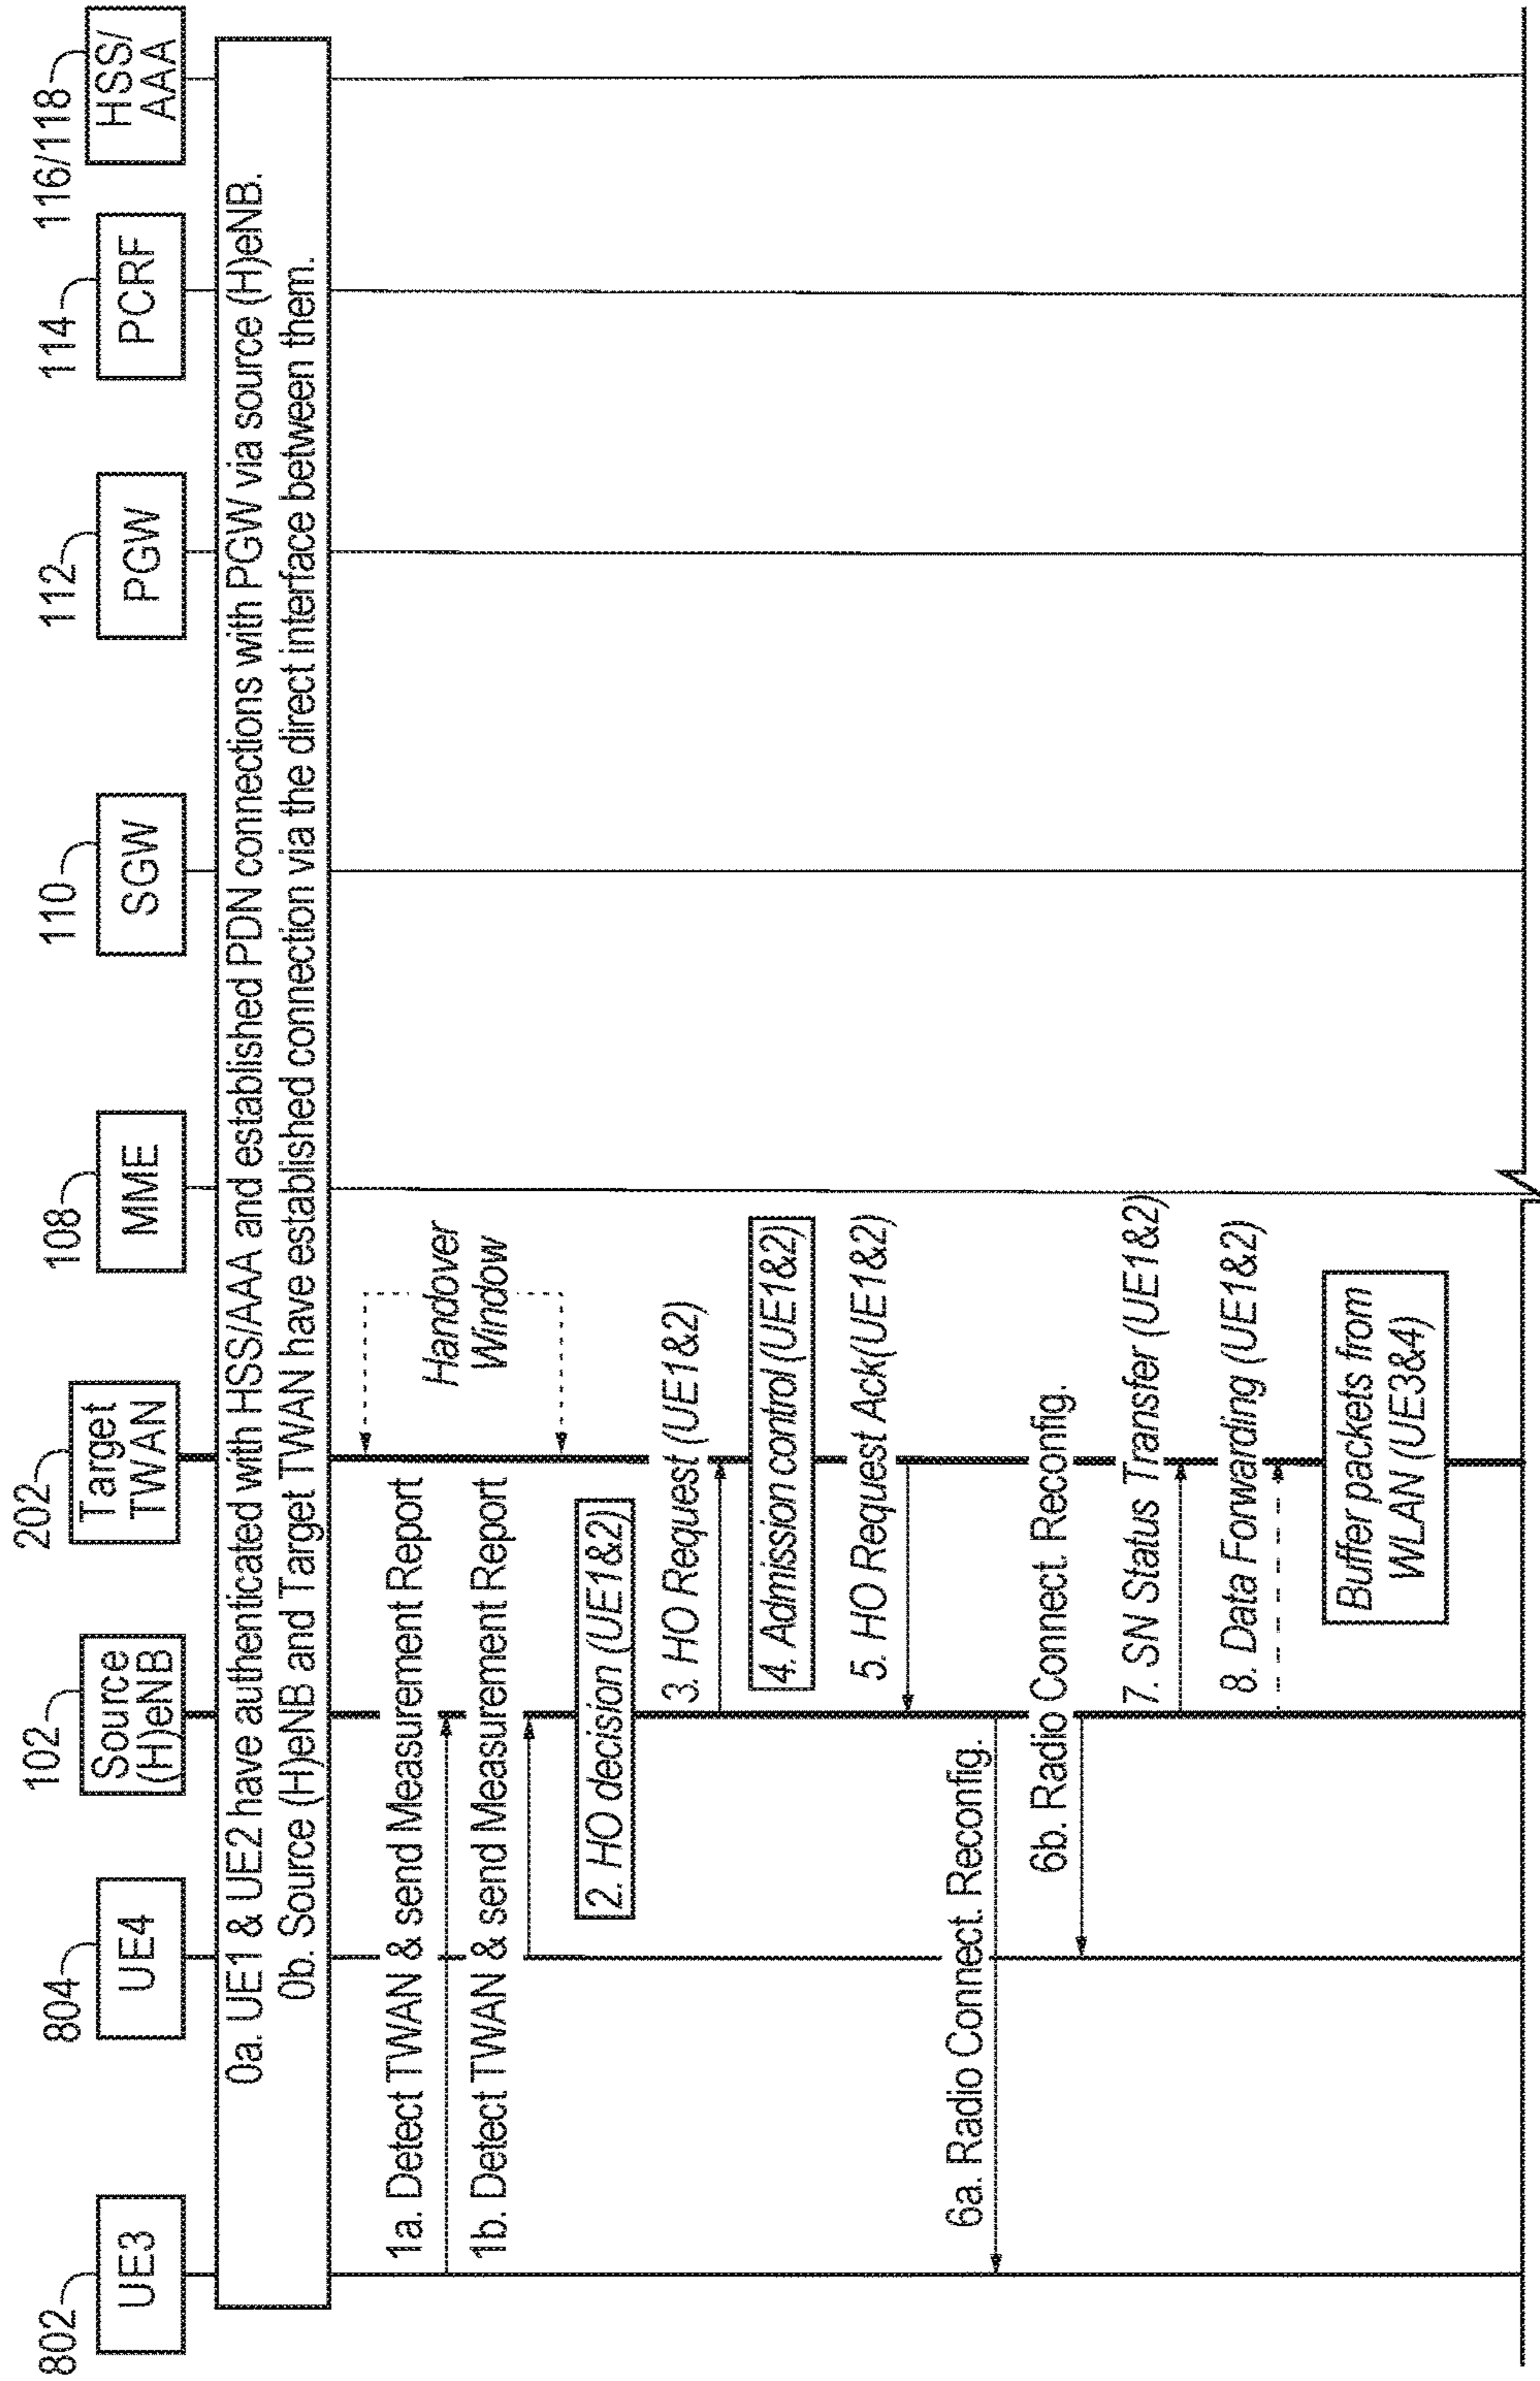 802
UE3
804
UE4
102
Source
(H)eNB
202
Target
TWAN
108
MME
110
SGW
112
PGW
114
PCRF
116/118
HSS/
AAA
0a. UE1 & UE2 have authenticated with HSS/AAA and established PDN connections with PGW via source (H)eNB.
0b. Source (H)eNB and Target TWAN have established connection via the direct interface between them.
1a. Detect TWAN & send Measurement Report
Handover
Window
1b. Detect TWAN & send Measurement Report
2. HO decision (UE1&2)
3. HO Request (UE1&2)
4. Admission control (UE1&2)
5. HO Request Ack(UE1&2)
6a. Radio Connect. Reconfig.
6b. Radio Connect. Reconfig.
7. SN Status Transfer (UE1&2)
8. Data Forwarding (UE1&2)
Buffer packets from
WLAN (UE3&4)